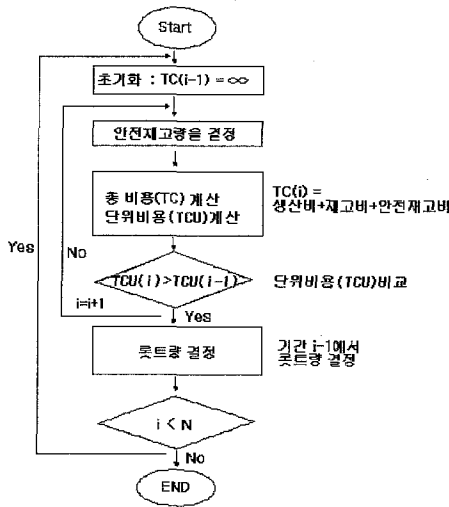 Start
초기화 : TC(i-1) = ∞
안전재고량을 결정
총 비용(TC) 계산
단위비용(TCU)계산
TC(i) =
생산비+재고비+안전재고비
Yes
No
TCU(i)>TCU(i-1)
단위비용(TCU)비교
i=i+1
Yes
롯트량 결정
기간 i-1에서
롯트량 결정
i < N
No
END